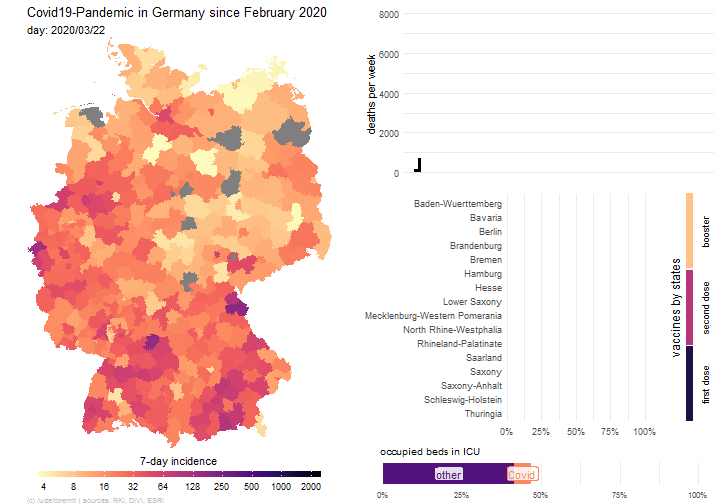 Covid19-Pandemic in Germany since February 2020
day: 2020/03/22
7-day incidence
4 8 16 32 64 125 250 500 1000 2000
(c) /u/zeitbremt | sources: RKI, DIVI, ESRI
deaths per week
8000
6000
4000
2000
0
Baden-Wuerttemberg
Bavaria
Berlin
Brandenburg
Bremen
Hamburg
Hesse
Lower Saxony
Mecklenburg-Western Pomerania
North Rhine-Westphalia
Rhineland-Palatinate
Saarland
Saxony
Saxony-Anhalt
Schleswig-Holstein
Thuringia
0% 25% 50% 75% 100%
vaccines by states
booster
second dose
first dose
occupied beds in ICU
other Covid
0% 25% 50% 75% 100%